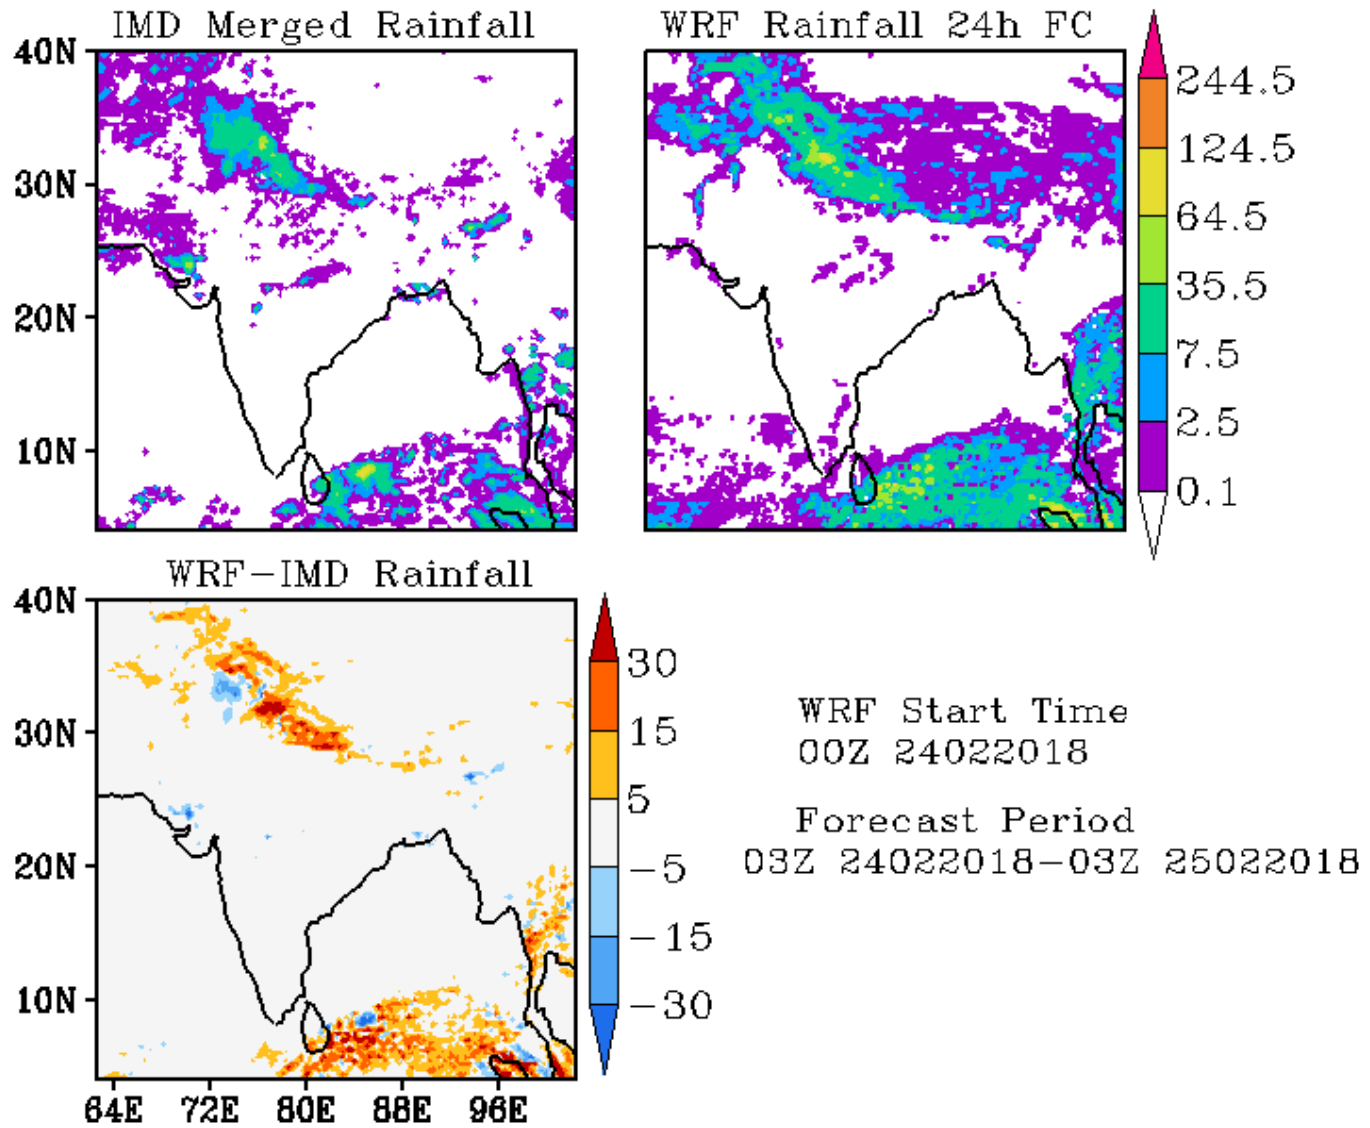 IMD Merged Rainfall
WRF Rainfall 24h FC
40N
30N
20N
10N
244.5
124.5
64.5
35.5
7.5
2.5
0.1
WRF-IMD Rainfall
40N
30N
20N
10N
64E 72E 80E 88E 96E
30
15
5
-5
-15
-30
WRF Start Time
00Z 24022018
Forecast Period
03Z 24022018-03Z 25022018